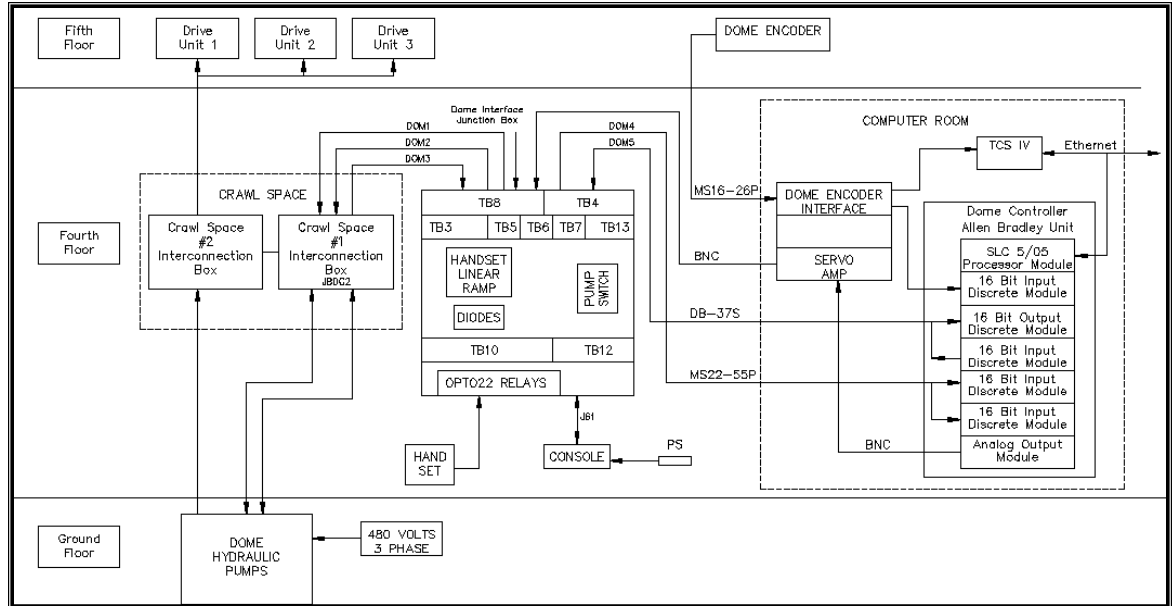 Fifth
Floor
Drive
Unit 1
Drive
Unit 2
Drive
Unit 3
DOME ENCODER
Fourth
Floor
CRAWL SPACE
Crawl Space
#2
Interconnection
Box
Crawl Space
#1
Interconnection
Box
JBDC2
DOM1
DOM2
DOM3
Dome Interface
Junction Box
DOM4
DOM5
TB8
TB4
TB3
TB5
TB6
TB7
TB13
HANDSET
LINEAR
RAMP
PUMP
SWTCH
DIODES
TB10
TB12
OPTO22 RELAYS
J61
HAND
SET
CONSOLE
PS
MS16-26P
BNC
DB-37S
MS22-55P
BNC
COMPUTER ROOM
TCS IV
Ethernet
DOME ENCODER
INTERFACE
SERVO
AMP
Dome Controller
Allen Bradley Unit
SLC 5/05
Processor Module
16 Bit Input
Discrete Module
16 Bit Output
Discrete Module
16 Bit Input
Discrete Module
16 Bit Input
Discrete Module
16 Bit Input
Discrete Module
Analog Output
Module
Ground
Floor
DOME
HYDRAULIC
PUMPS
480 VOLTS
3 PHASE